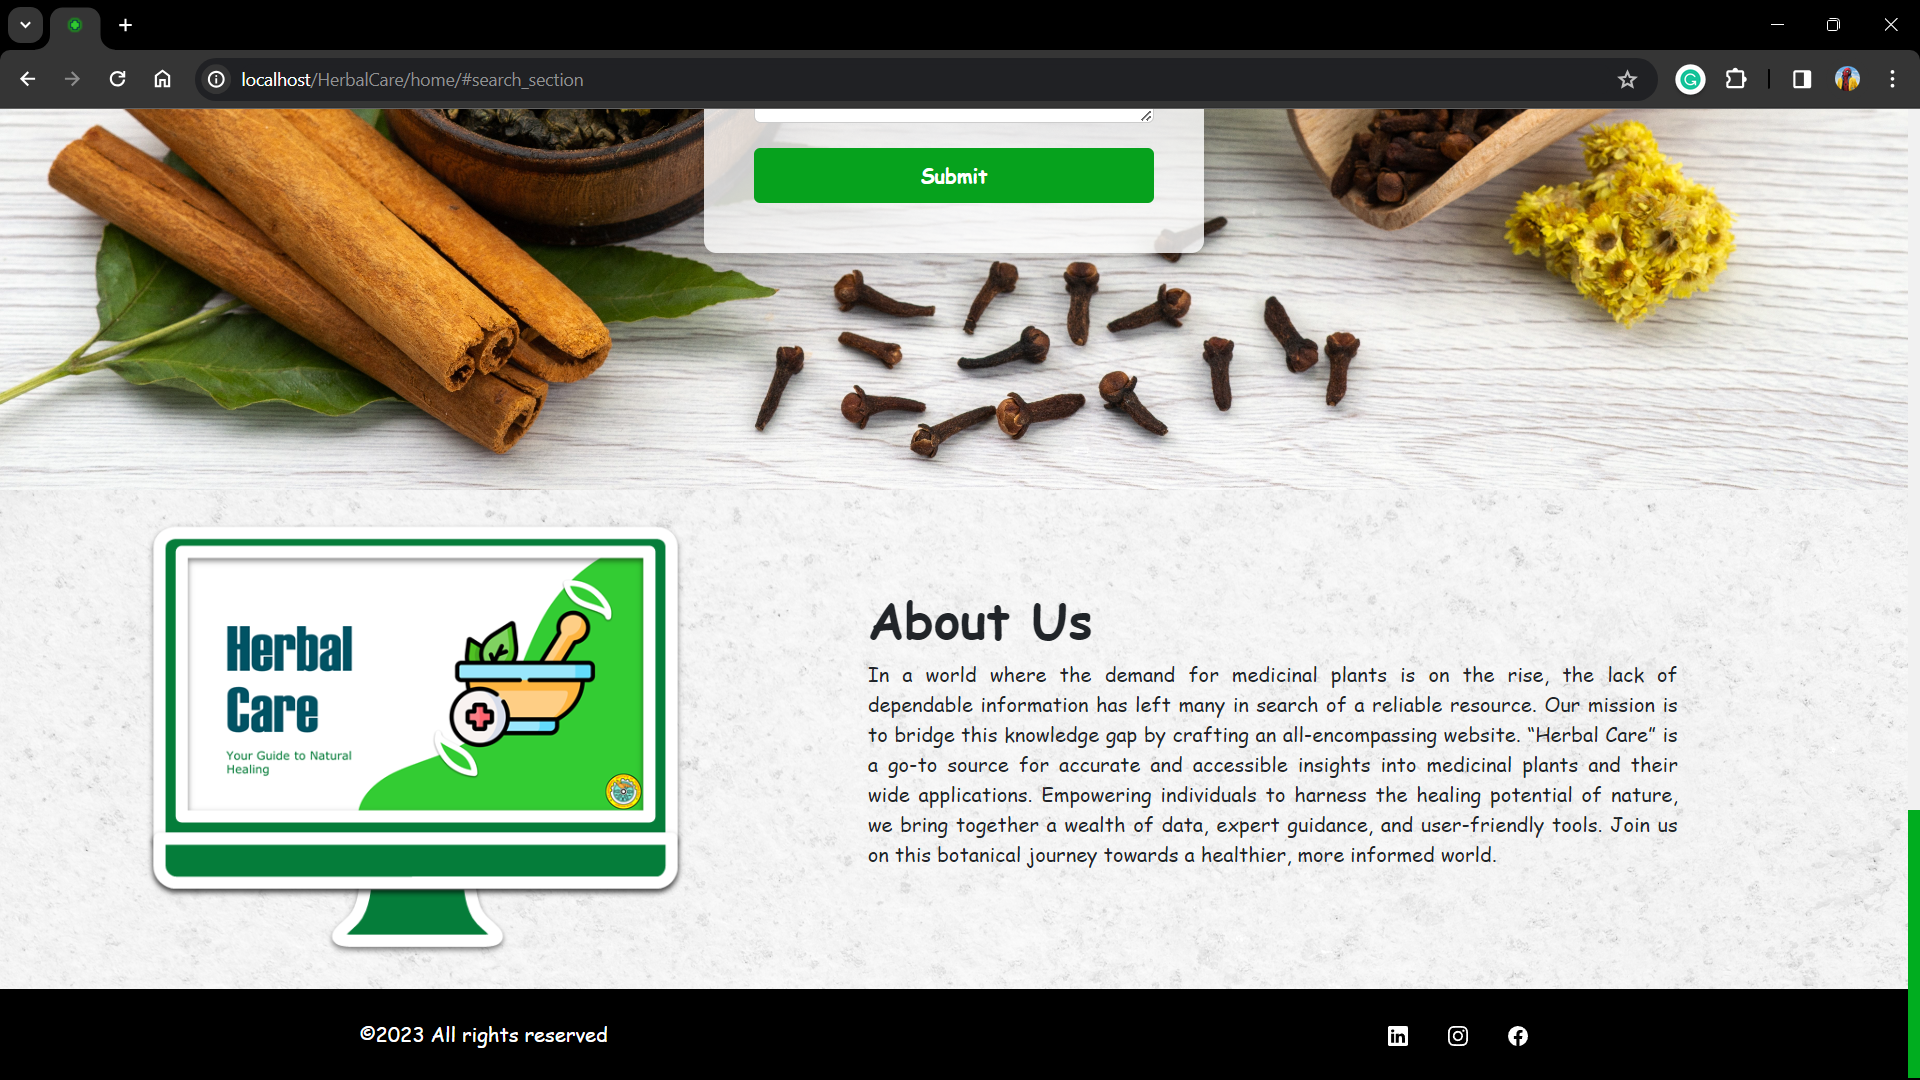 localhost/HerbalCare/home/#search_section
Submit
Herbal
Care
Your Guide to Natural
Healing
About Us
In a world where the demand for medicinal plants is on the rise, the lack of
dependable information has left many in search of a reliable resource. Our mission is
to bridge this knowledge gap by crafting an all-encompassing website. “Herbal Care” is
a go-to source for accurate and accessible insights into medicinal plants and their
wide applications. Empowering individuals to harness the healing potential of nature,
we bring together a wealth of data, expert guidance, and user-friendly tools. Join us
on this botanical journey towards a healthier, more informed world.
©2023 All rights reserved